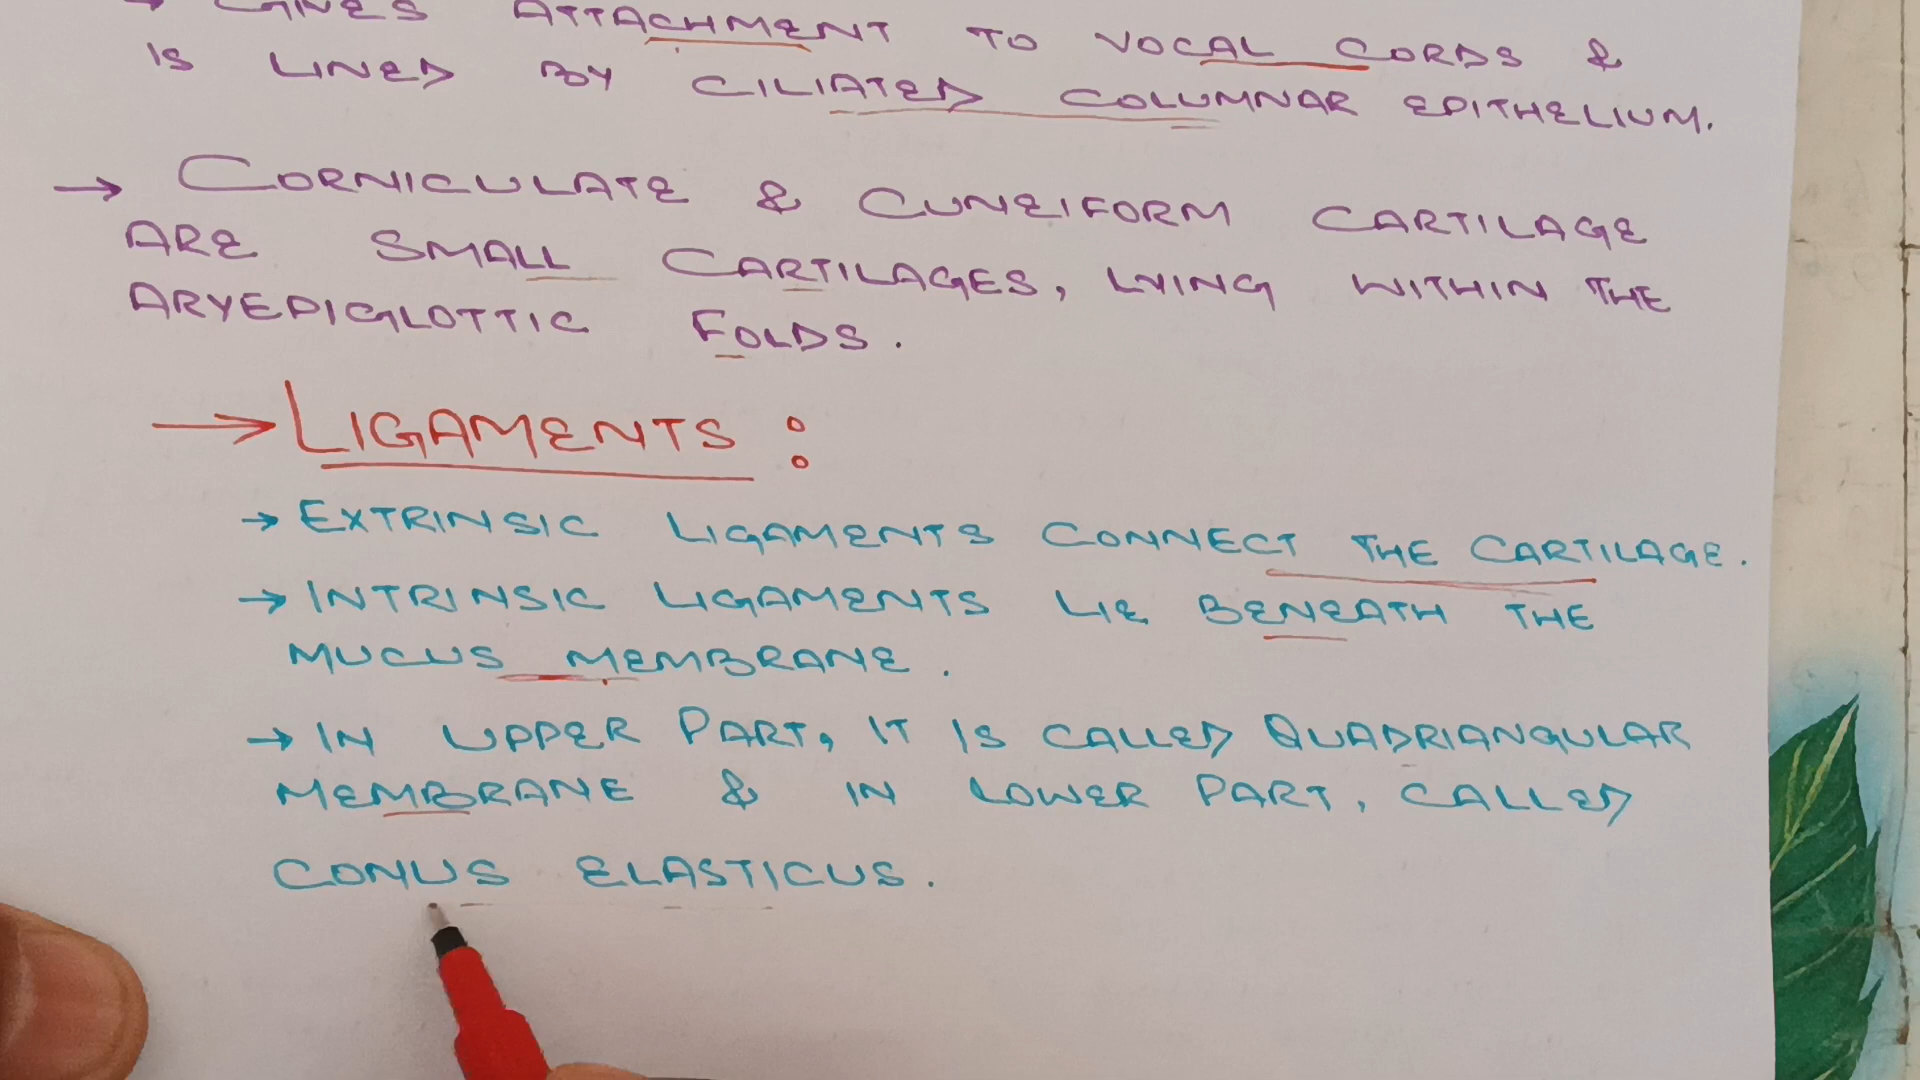 → GIVES ATTACHMENT TO VOCAL CORDS &
IS LINED BY CILIATED COLUMNAR EPITHELIUM.
→ CORNICULATE & CUNEIFORM CARTILAGE
ARE SMALL CARTILAGES, LYING WITHIN THE
ARYEPIGLOTTIC FOLDS.
→ LIGAMENTS :
→ EXTRINSIC LIGAMENTS CONNECT THE CARTILAGE.
→ INTRINSIC LIGAMENTS LIE BENEATH THE
MUCUS MEMBRANE.
→ IN UPPER PART, IT IS CALLED QUADRIANGULAR
MEMBRANE & IN LOWER PART, CALLED
CONUS ELASTICUS.